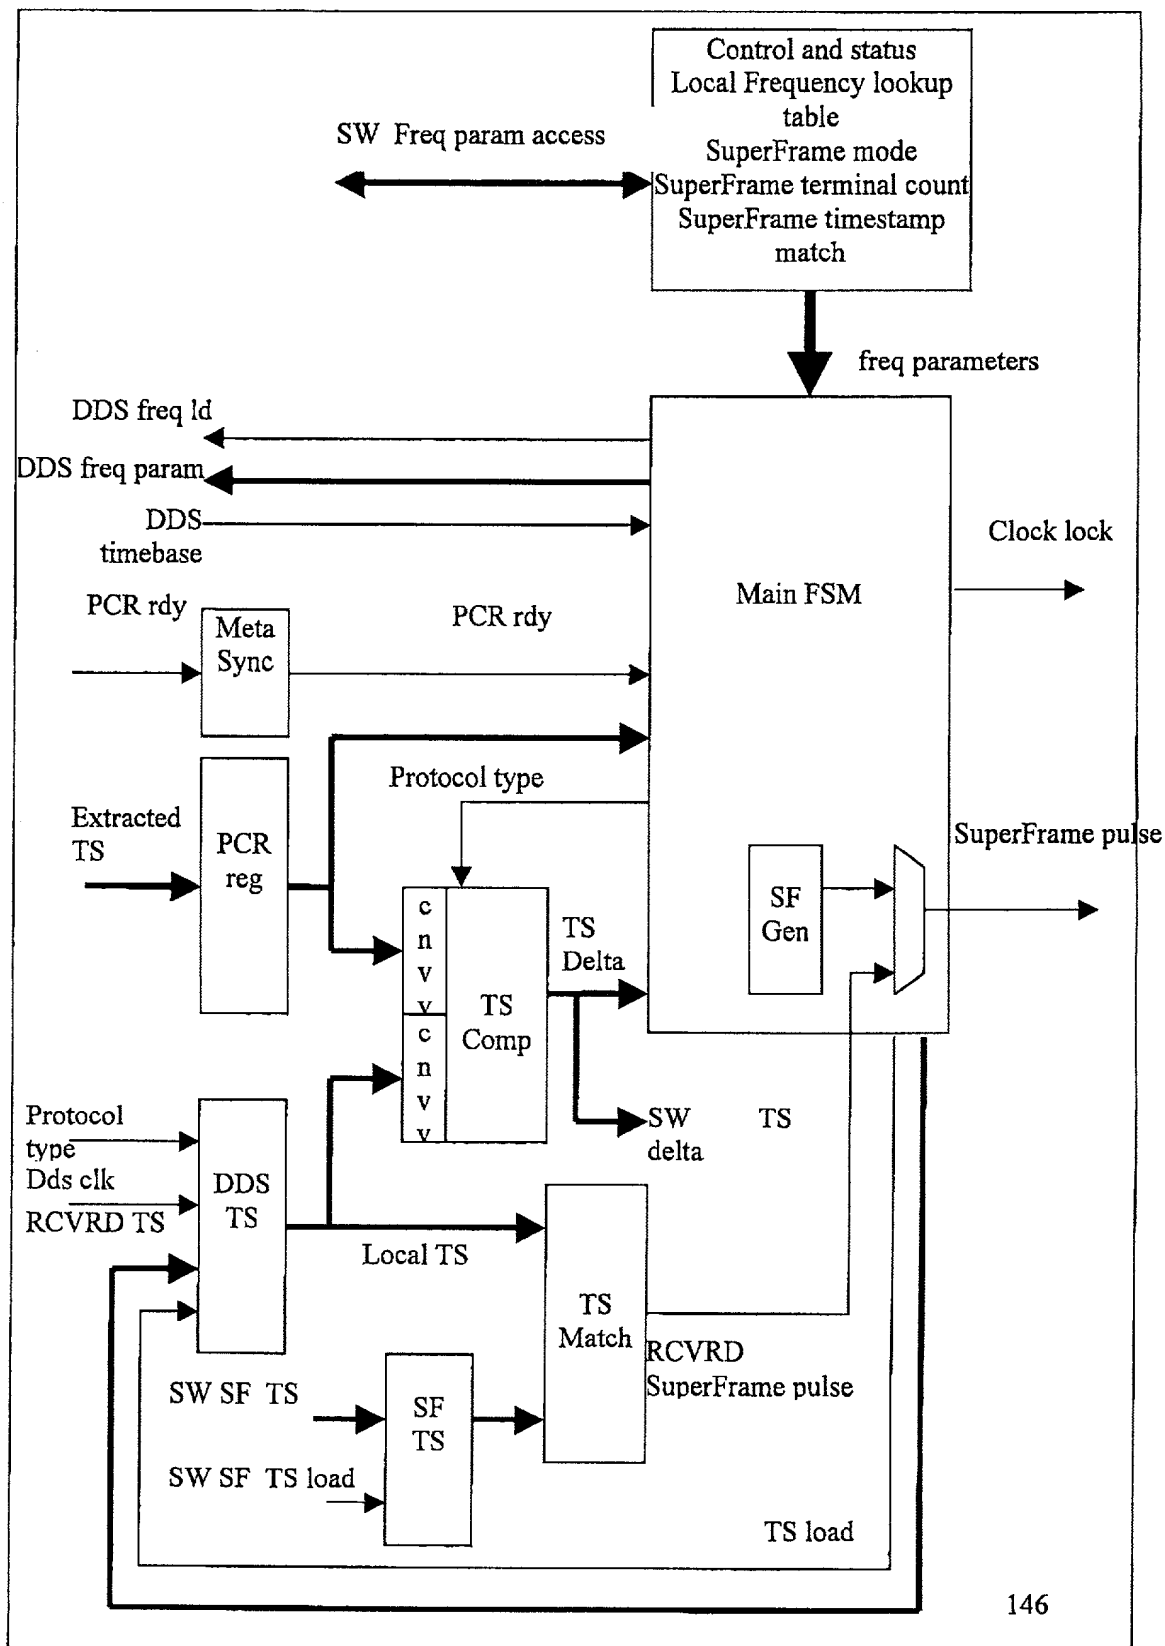 Control and status
Local Frequency lookup
table
SuperFrame mode
SuperFrame terminal count
SuperFrame timestamp
match
SW Freq param access
freq parameters
DDS freq ld
DDS freq param
DDS
timebase
Clock lock
Main FSM
PCR rdy
Meta
Sync
PCR rdy
Protocol type
Extracted
TS
PCR
reg
SuperFrame pulse
SF
Gen
c
n
v
v
TS
Delta
TS
Comp
c
n
v
v
SW TS
delta
Protocol
type
Dds clk
RCVRD TS
DDS
TS
Local TS
TS
Match
RCVRD
SuperFrame pulse
SW SF TS
SF
TS
SW SF TS load
TS load
146